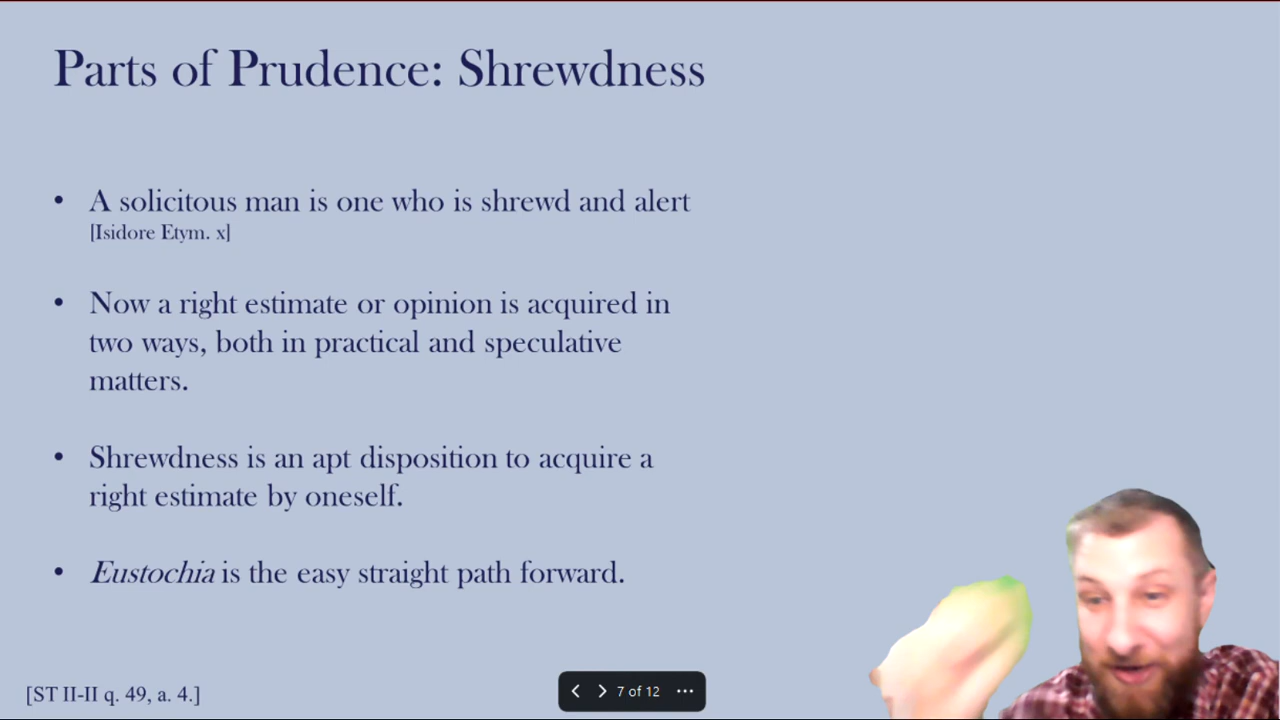 Parts of Prudence: Shrewdness
• A solicitous man is one who is shrewd and alert
[Isidore Etym. x]
• Now a right estimate or opinion is acquired in
two ways, both in practical and speculative
matters.
• Shrewdness is an apt disposition to acquire a
right estimate by oneself.
• Eustochia is the easy straight path forward.
[ST II-II q. 49, a. 4.]
7 of 12